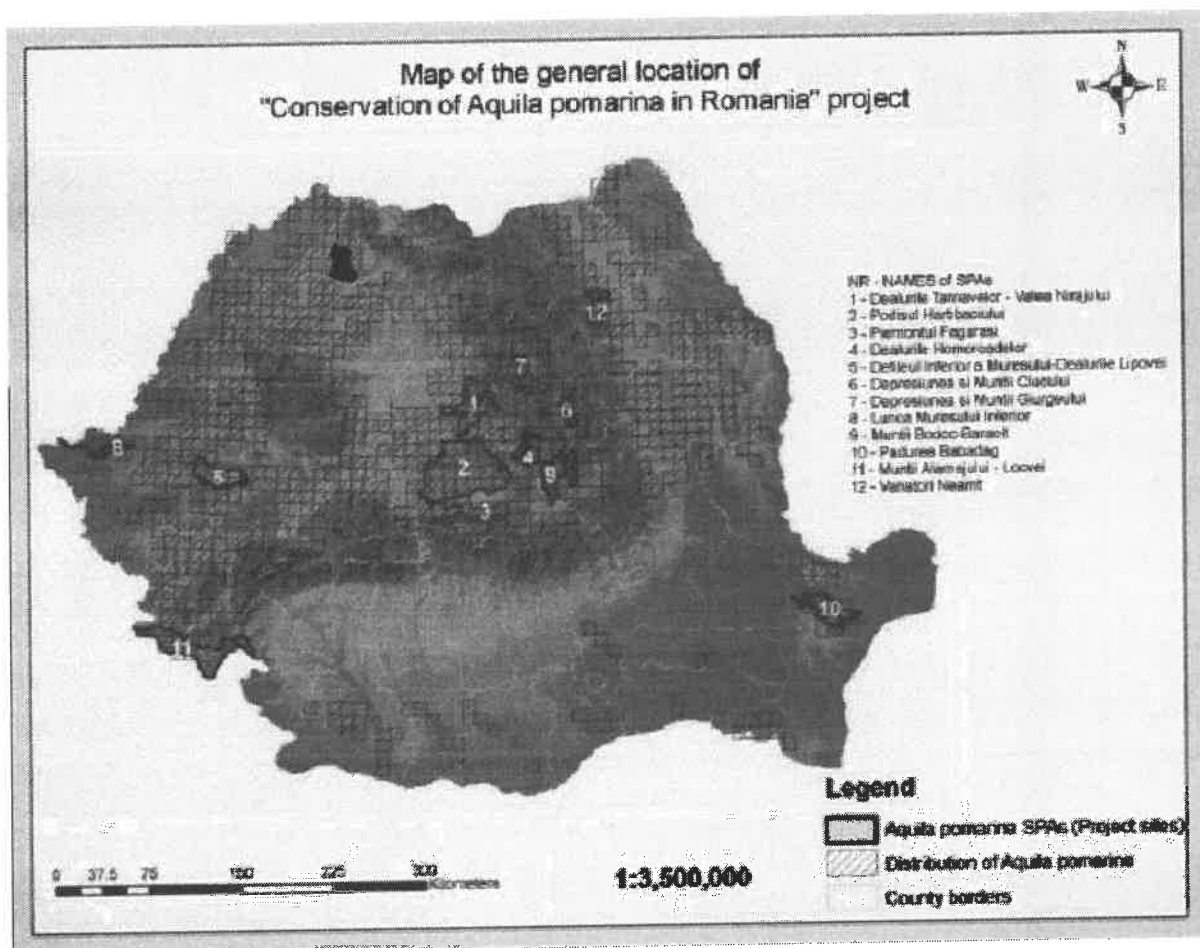 Map of the general location of
"Conservation of Aquila pomarina in Romania" project
N
W E
S
NR - NAMES of SPAs
1 - Dealurile Tarnavelor - Valea Nirajului
2 - Podisul Hartibaciului
3 - Piemontul Fagaras
4 - Dealurile Homoroadelor
5 - Defileul Inferior a Muresului-Dealurile Lipovei
6 - Depresiunea si Muntii Ciucului
7 - Depresiunea si Muntii Giurgeului
8 - Lunca Muresului Inferior
9 - Muntii Bodoc-Baraolt
10 - Padurea Babadag
11 - Muntii Almajului - Locvei
12 - Vanatori Neamt
12
7
1
6
8
2
4
5
9
3
10
11
Legend
Aquila pomarina SPAs (Project sites)
Distribution of Aquila pomarina
County borders
0 37.5 75 150 225 300
Kilometers
1:3,500,000